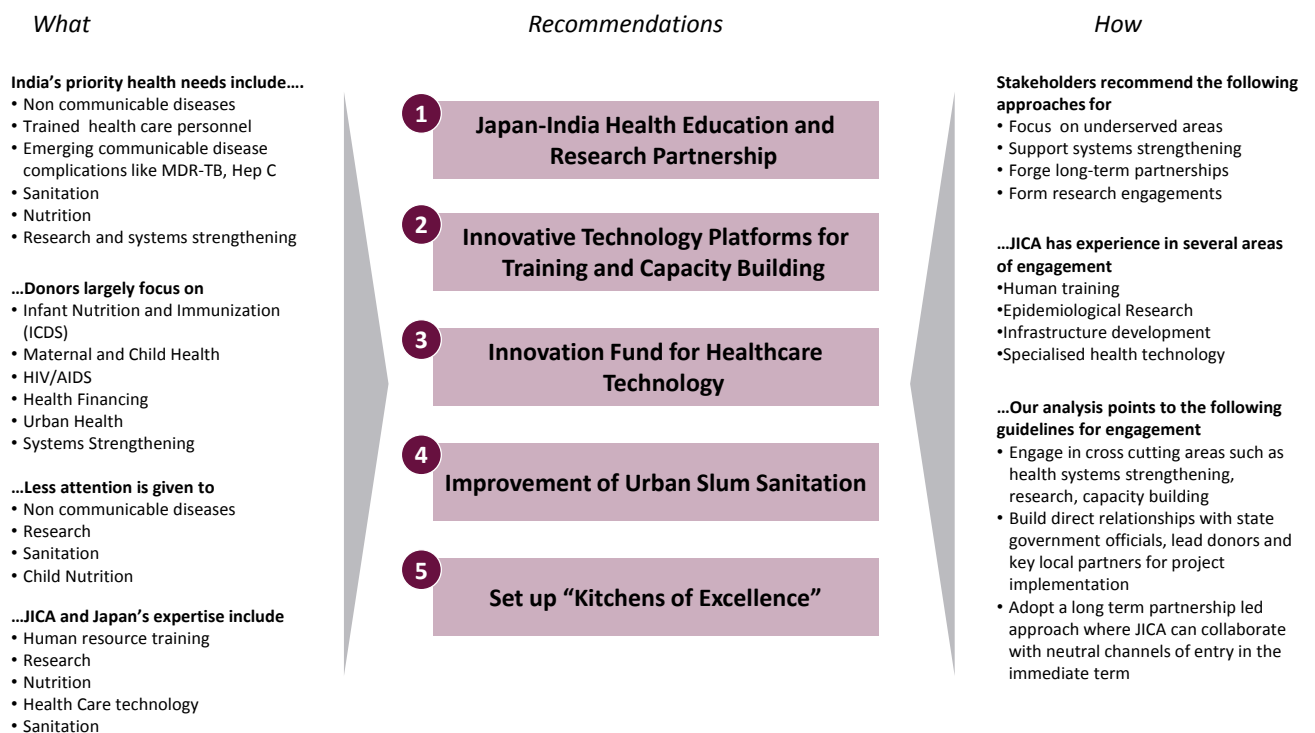 What
India's priority health needs include....
• Non communicable diseases
• Trained health care personnel
• Emerging communicable disease
complications like MDR-TB, Hep C
• Sanitation
• Nutrition
• Research and systems strengthening
...Donors largely focus on
• Infant Nutrition and Immunization
(ICDS)
• Maternal and Child Health
• HIV/AIDS
• Health Financing
• Urban Health
• Systems Strengthening
...Less attention is given to
• Non communicable diseases
• Research
• Sanitation
• Child Nutrition
...JICA and Japan's expertise include
• Human resource training
• Research
• Nutrition
• Health Care technology
• Sanitation
Recommendations
1
Japan-India Health Education and
Research Partnership
2
Innovative Technology Platforms for
Training and Capacity Building
3
Innovation Fund for Healthcare
Technology
4
Improvement of Urban Slum Sanitation
5
Set up “Kitchens of Excellence”
How
Stakeholders recommend the following
approaches for
• Focus on underserved areas
• Support systems strengthening
• Forge long-term partnerships
• Form research engagements
...JICA has experience in several areas
of engagement
•Human training
•Epidemiological Research
•Infrastructure development
•Specialised health technology
...Our analysis points to the following
guidelines for engagement
• Engage in cross cutting areas such as
health systems strengthening,
research, capacity building
• Build direct relationships with state
government officials, lead donors and
key local partners for project
implementation
• Adopt a long term partnership led
approach where JICA can collaborate
with neutral channels of entry in the
immediate term